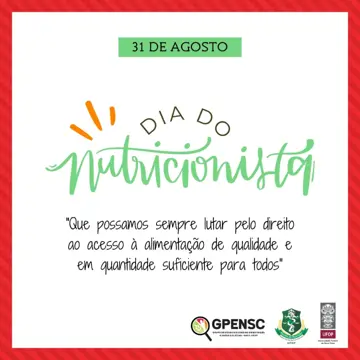 31 DE AGOSTO
DIA DO
nutricionista
"Que possamos sempre lutar pelo direito
ao acesso à alimentação de qualidade e
em quantidade suficiente para todos"
GPENSC
UFOP